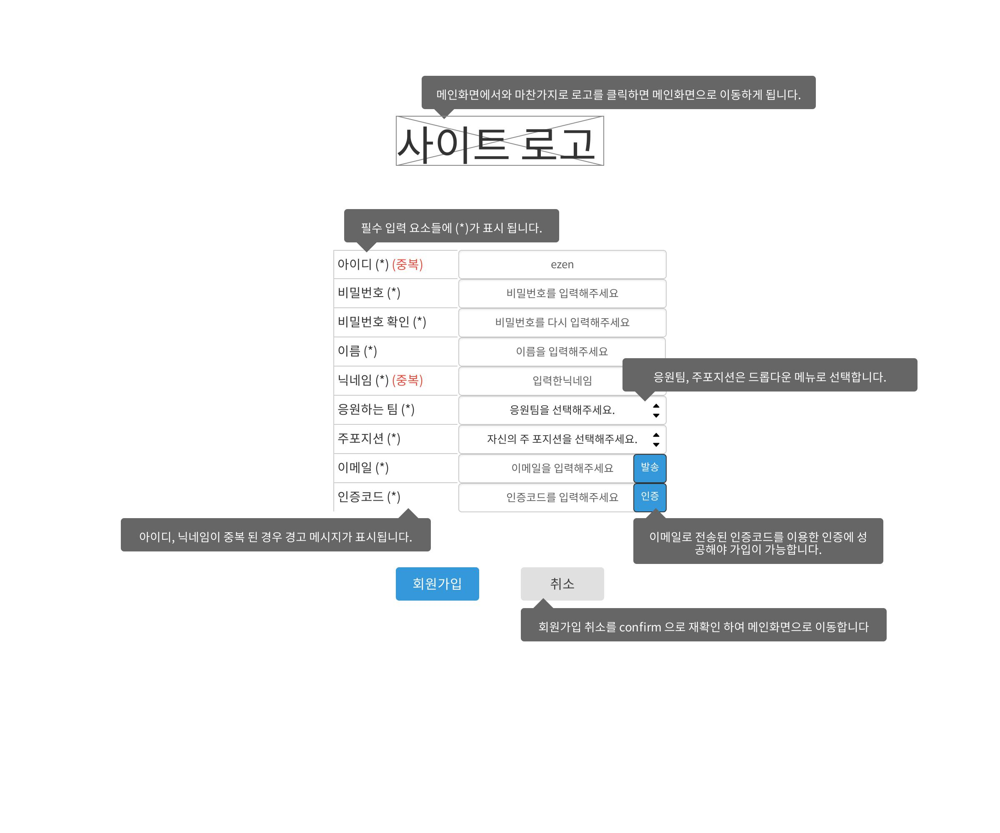 메인화면에서와 마찬가지로 로고를 클릭하면 메인화면으로 이동하게 됩니다.
사이트 로고
필수 입력 요소들에 (*)가 표시 됩니다.
아이디 (*) (중복)
ezen
비밀번호 (*)
비밀번호를 입력해주세요
비밀번호 확인 (*)
비밀번호를 다시 입력해주세요
이름 (*)
이름을 입력해주세요
닉네임 (*) (중복)
입력한닉네임
응원팀, 주포지션은 드롭다운 메뉴로 선택합니다.
응원하는 팀 (*)
응원팀을 선택해주세요.
주포지션 (*)
자신의 주 포지션을 선택해주세요.
이메일 (*)
이메일을 입력해주세요
발송
인증코드 (*)
인증코드를 입력해주세요
인증
아이디, 닉네임이 중복 된 경우 경고 메시지가 표시됩니다.
이메일로 전송된 인증코드를 이용한 인증에 성
공해야 가입이 가능합니다.
회원가입
취소
회원가입 취소를 confirm 으로 재확인 하여 메인화면으로 이동합니다